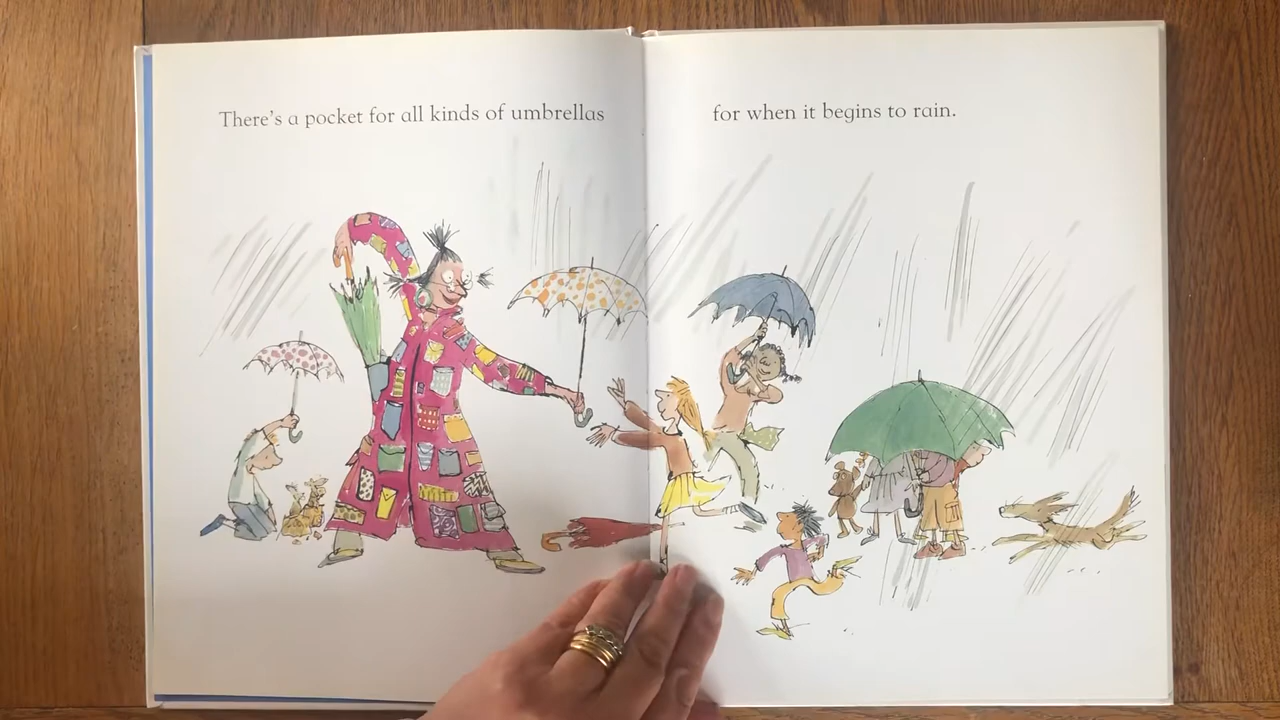 There's a pocket for all kinds of umbrellas
for when it begins to rain.